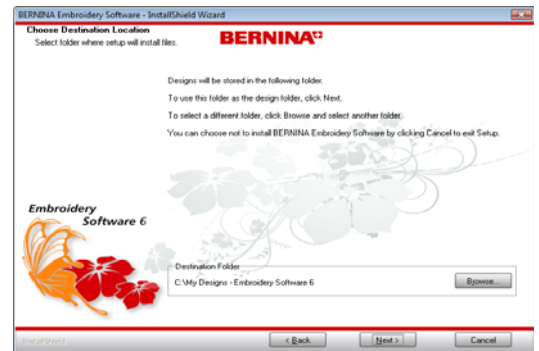 BERNINA Embroidery Software - InstallShield Wizard
Choose Destination Location
Select folder where setup will install files.
BERNINA
Designs will be stored in the following folder.
To use this folder as the design folder, click Next.
To select a different folder, click Browse and select another folder.
You can choose not to install BERNINA Embroidery Software by clicking Cancel to exit Setup.
Embroidery
Software 6
Destination Folder
C:\My Designs - Embroidery Software 6
Browse...
InstallShield
< Back
Next >
Cancel